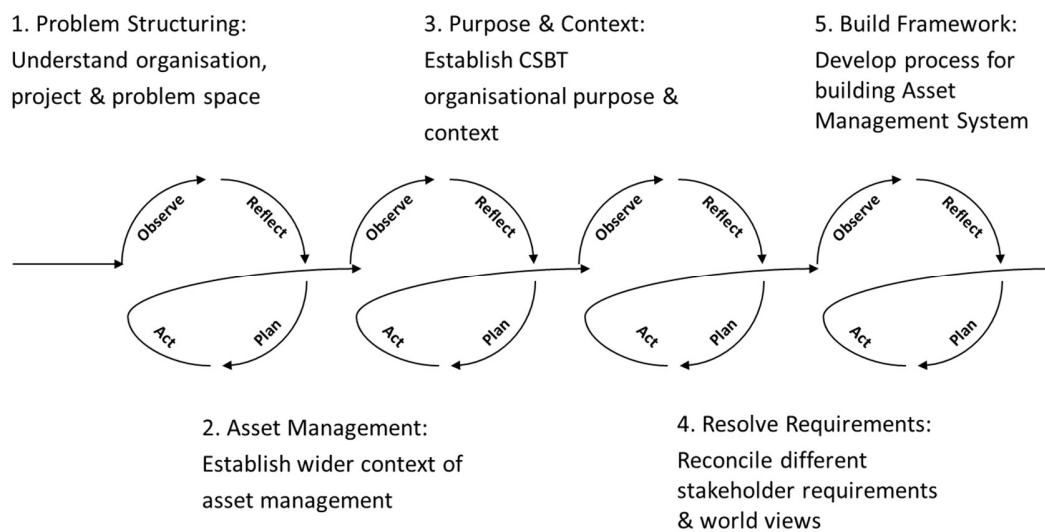 1. Problem Structuring:
Understand organisation,
project & problem space
3. Purpose & Context:
Establish CSBT
organisational purpose &
context
5. Build Framework:
Develop process for
building Asset
Management System
Observe
Reflect
Plan
Act
Observe
Reflect
Plan
Act
Observe
Reflect
Plan
Act
Observe
Reflect
Plan
Act
2. Asset Management:
Establish wider context of
asset management
4. Resolve Requirements:
Reconcile different
stakeholder requirements
& world views